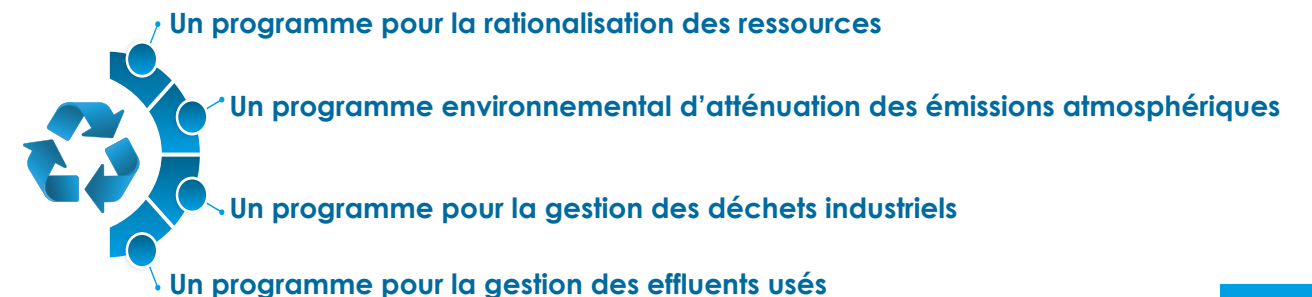 Un programme pour la rationalisation des ressources
Un programme environnemental d’atténuation des émissions atmosphériques
Un programme pour la gestion des déchets industriels
Un programme pour la gestion des effluents usés